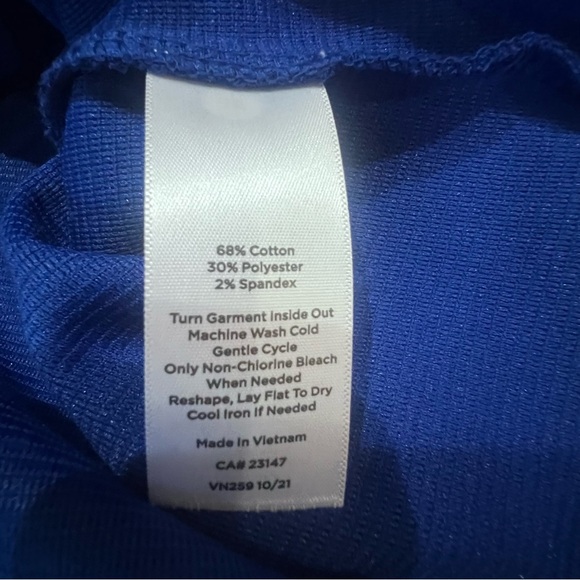 68% Cotton
30% Polyester
2% Spandex
Turn Garment Inside Out
Machine Wash Cold
Gentle Cycle
Only Non-Chlorine Bleach
When Needed
Reshape, Lay Flat To Dry
Cool Iron If Needed
Made In Vietnam
CA# 23147
VN259 10/21